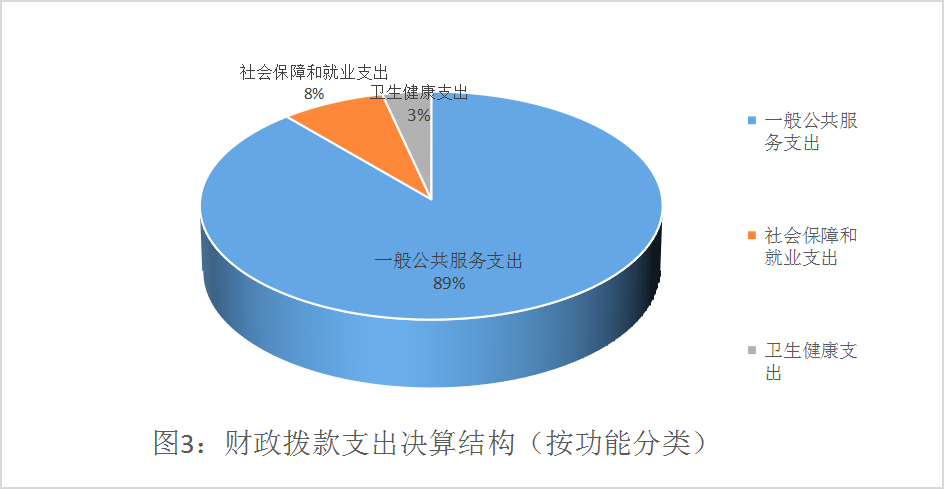 社会保障和就业支出
8%
卫生健康支出
3%
一般公共服务支出
89%
一般公共服
务支出
社会保障和
就业支出
卫生健康支
出
图3：财政拨款支出决算结构（按功能分类）